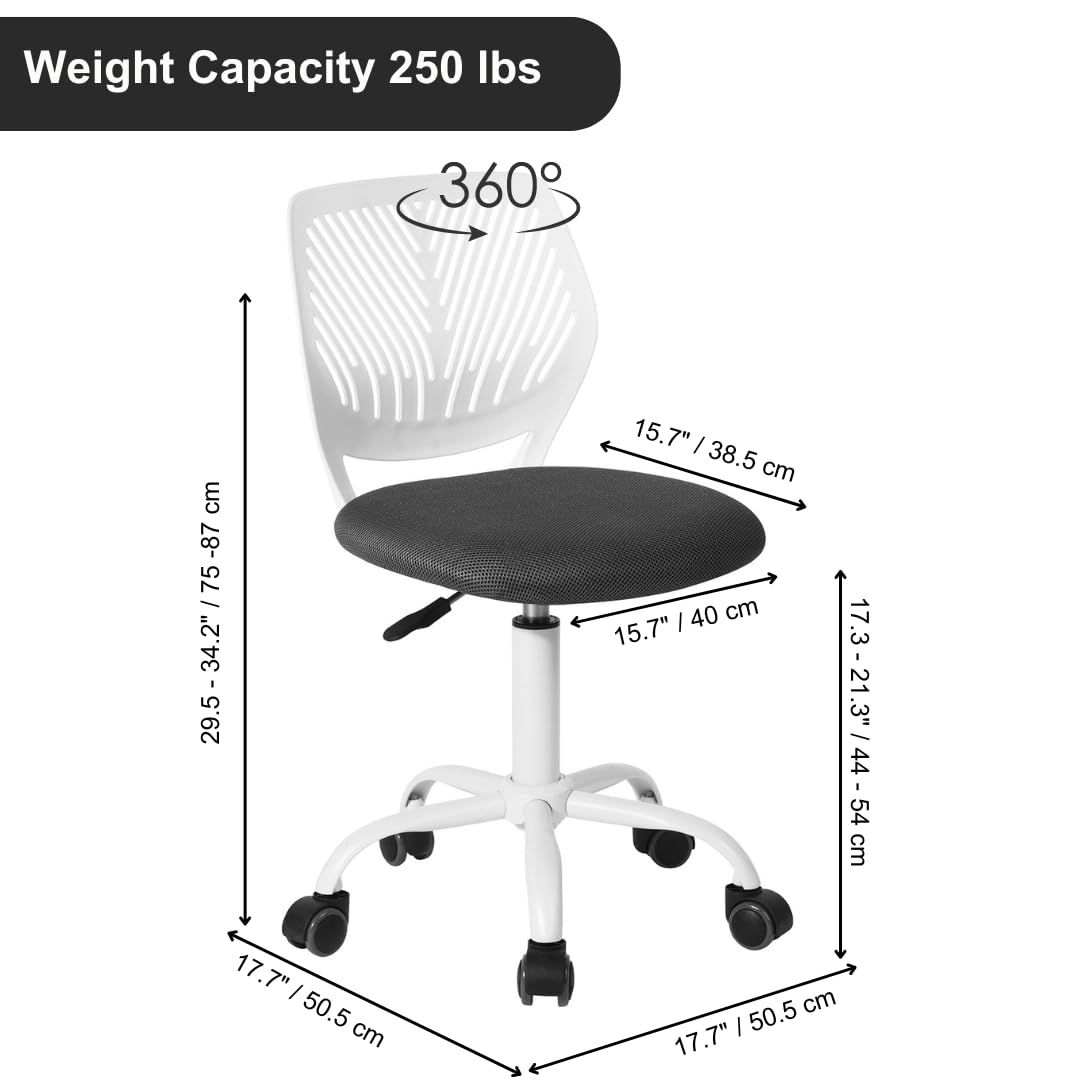 Weight Capacity 250 lbs
360°
15.7" / 38.5 cm
29.5 - 34.2" / 75 -87 cm
15.7" / 40 cm
17.3 - 21.3" / 44 - 54 cm
17.7" / 50.5 cm
17.7" / 50.5 cm